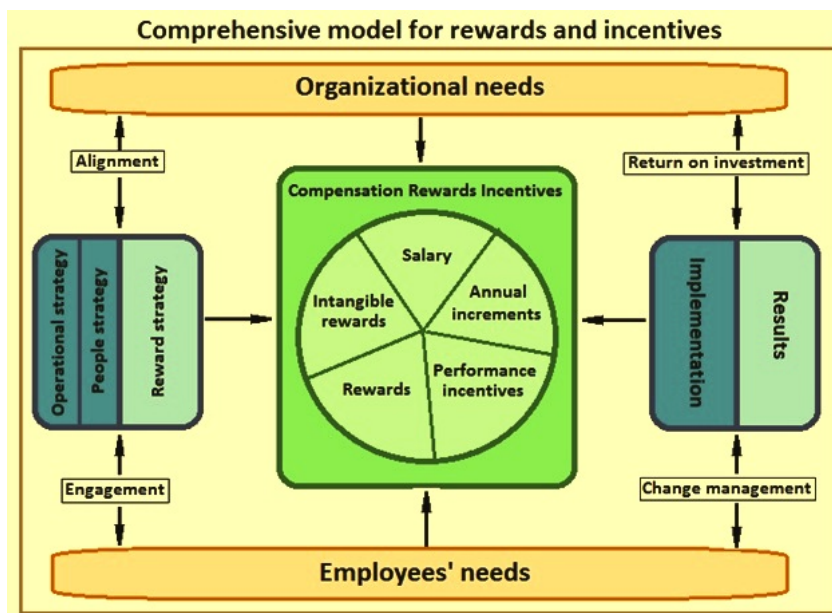 Comprehensive model for rewards and incentives
Organizational needs
Alignment
Return on investment
Compensation Rewards Incentives
Salary
Annual
increments
Performance
incentives
Rewards
Intangible
rewards
Operational strategy
People strategy
Reward strategy
Implementation
Results
Engagement
Change management
Employees' needs